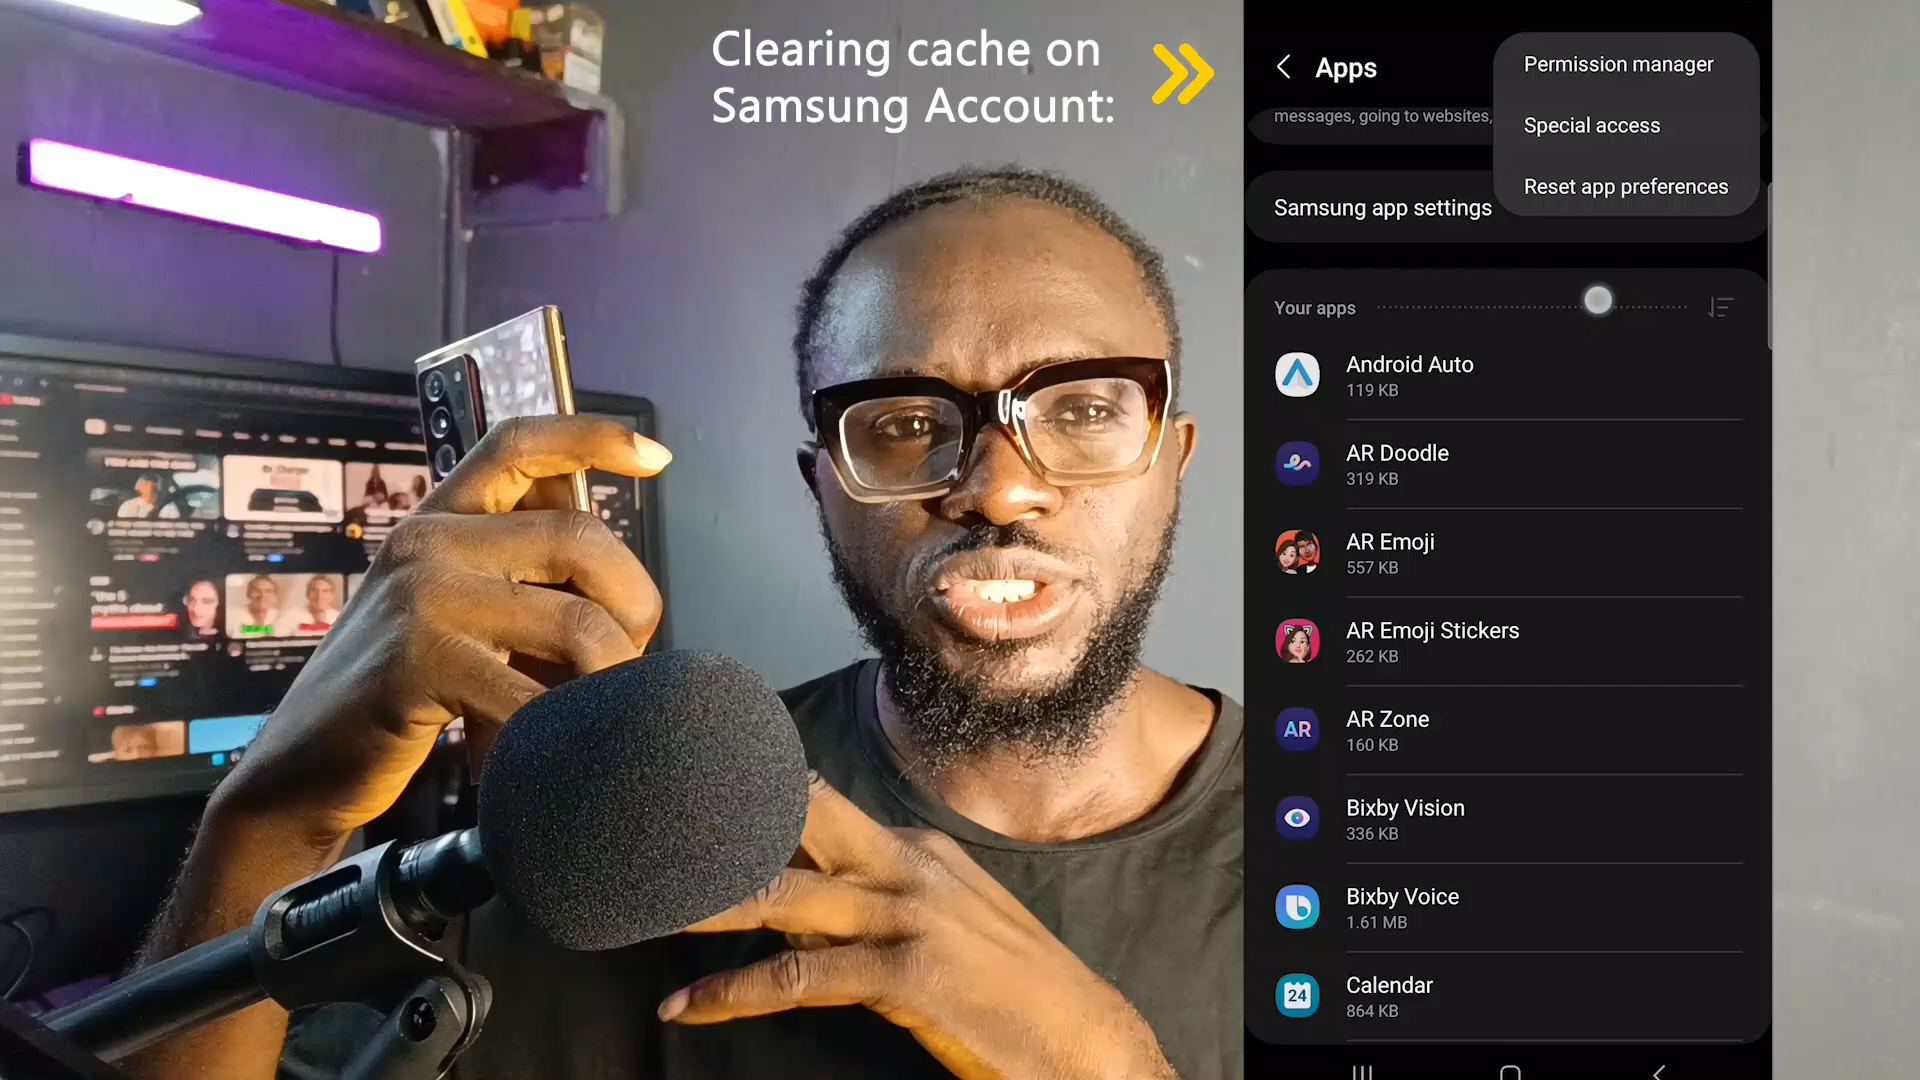 Clearing cache on
Samsung Account:
Apps
Permission manager
Special access
Reset app preferences
messages, going to websites,
Samsung app settings
Your apps
Android Auto
119 KB
AR Doodle
319 KB
AR Emoji
557 KB
AR Emoji Stickers
262 KB
AR
AR Zone
160 KB
Bixby Vision
336 KB
Bixby Voice
1.61 MB
24
Calendar
864 KB